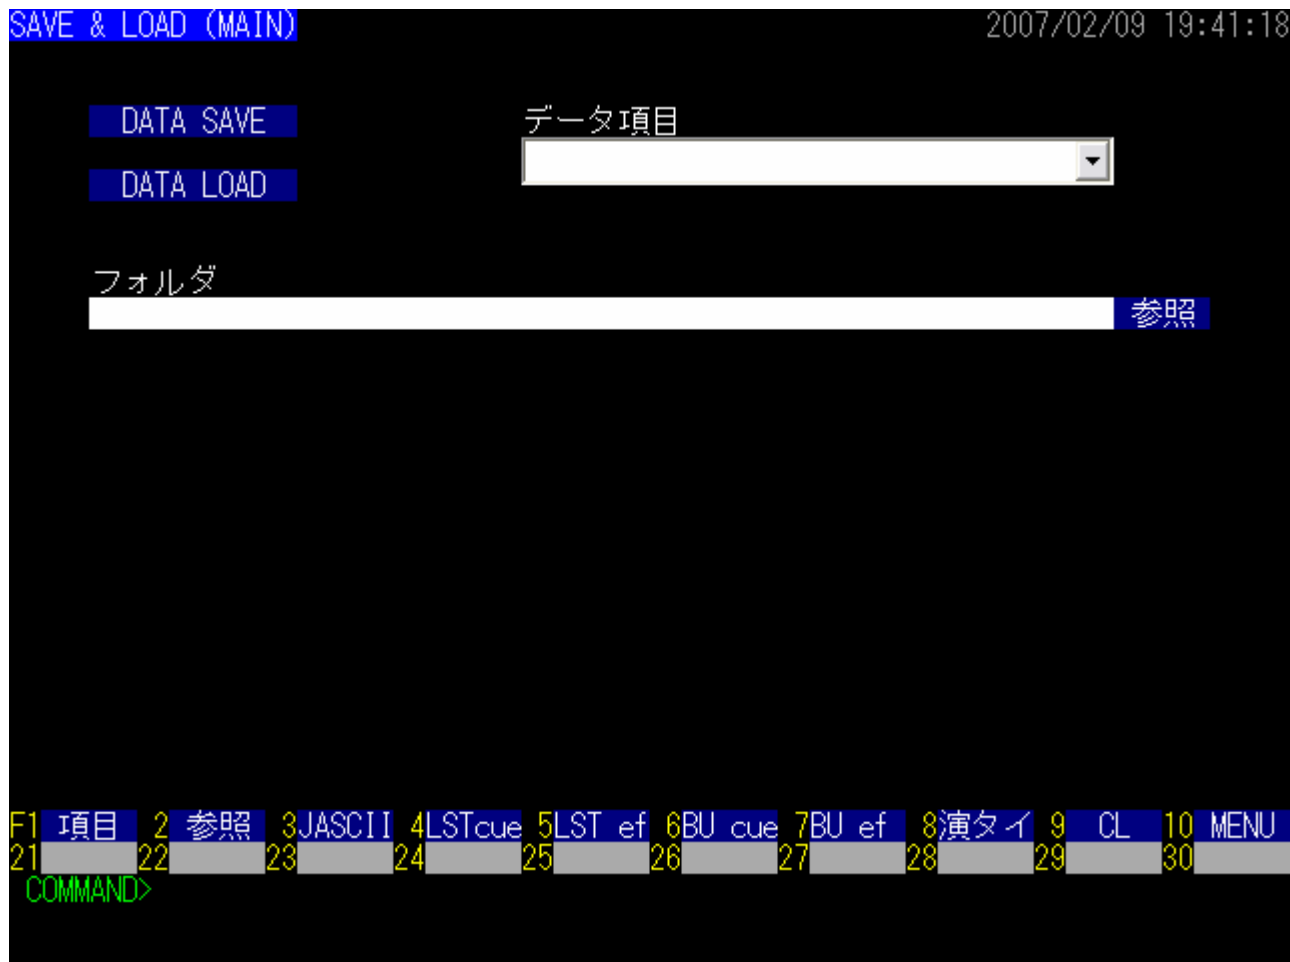 SAVE & LOAD (MAIN) 2007/02/09 19:41:18
DATA SAVE データ項目
DATA LOAD
フォルダ
参照
F1 項目 2 参照 3JASCII 4LSTcue 5LST ef 6BU cue 7BU ef 8演タイ 9 CL 10 MENU
21 22 23 24 25 26 27 28 29 30
COMMAND>